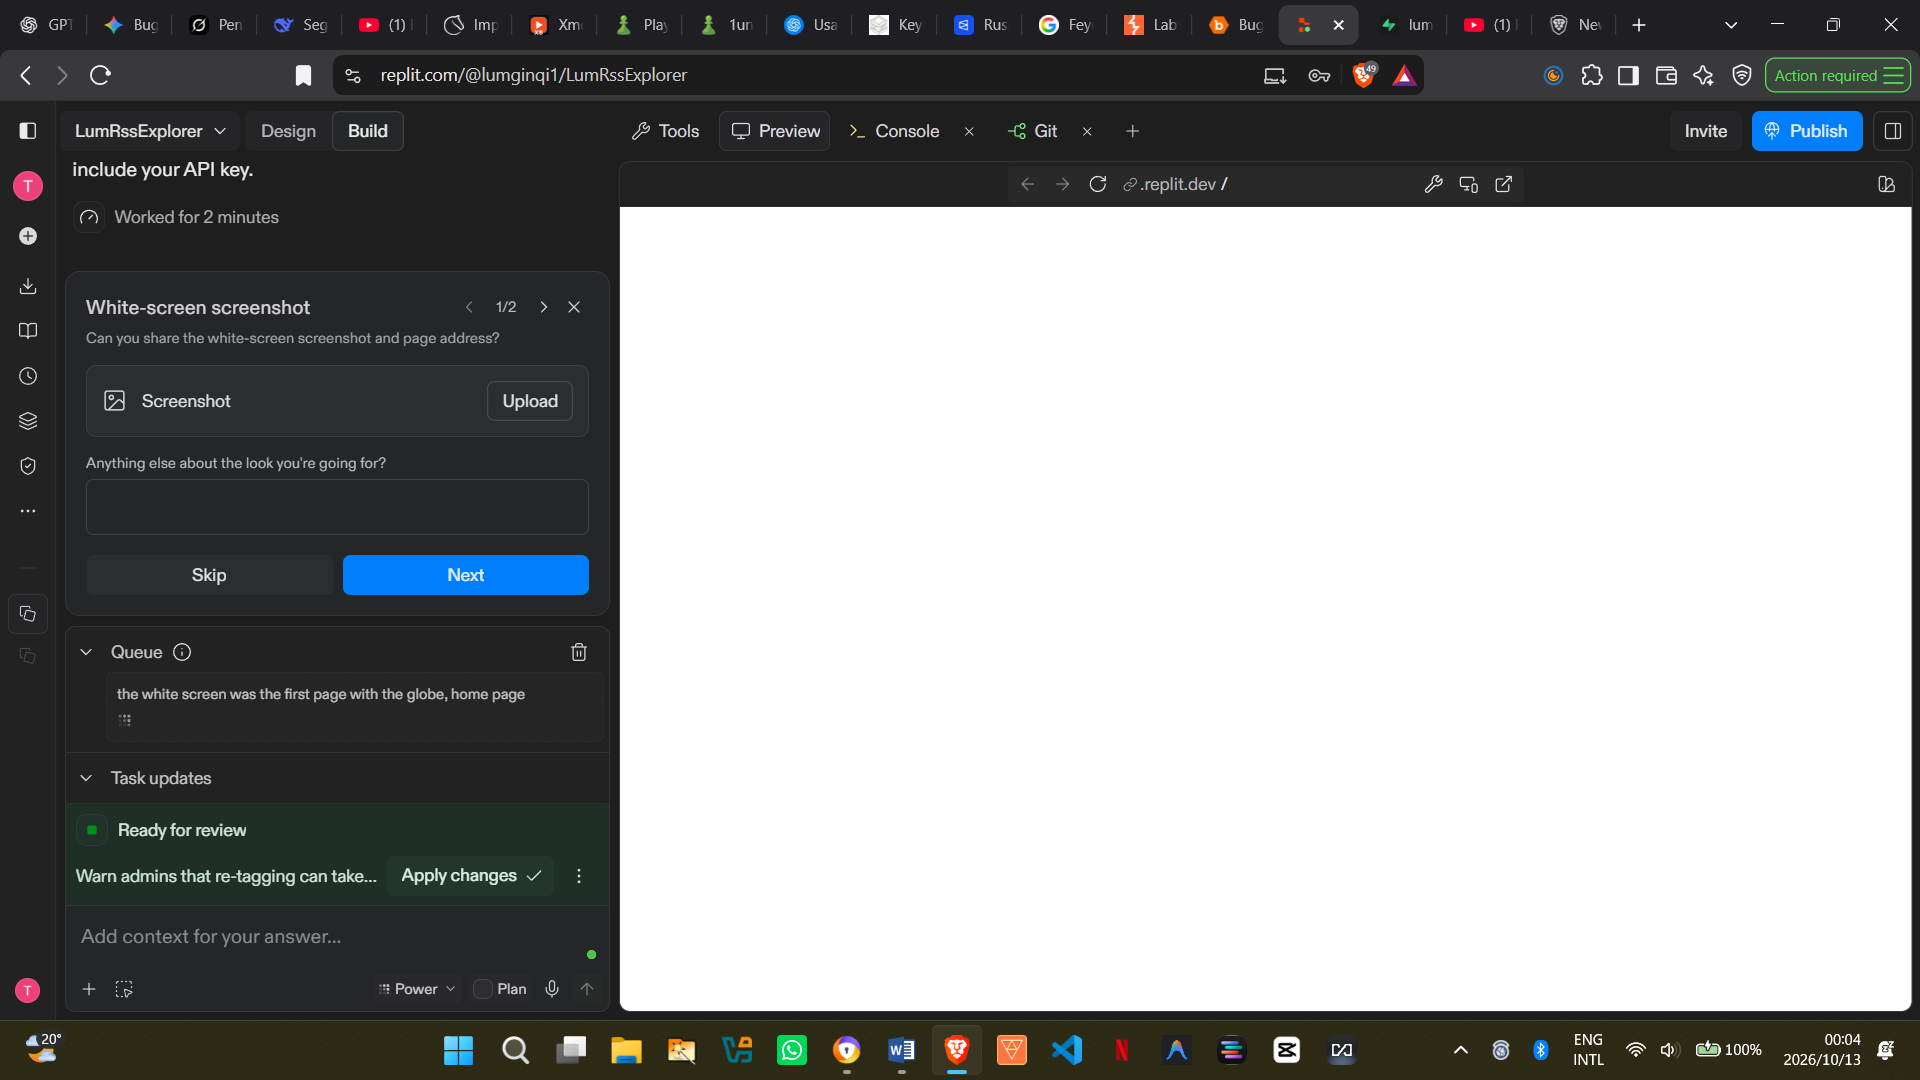 GPT
Bug
Pen
Seg
(1)
Imp
Xm
Play
1un
Usa
Key
Rus
Fey
Lab
Bug
lum
(1)
Nev
replit.com/@lumginqi1/LumRssExplorer
49
Action required
LumRssExplorer
Design
Build
Tools
Preview
Console
Git
Invite
Publish
include your API key.
.replit.dev /
T
Worked for 2 minutes
White-screen screenshot
1/2
Can you share the white-screen screenshot and page address?
Screenshot
Upload
Anything else about the look you're going for?
Skip
Next
Queue
the white screen was the first page with the globe, home page
Task updates
Ready for review
Warn admins that re-tagging can take...
Apply changes
Add context for your answer...
T
Power
Plan
20°
ENG
INTL
100%
00:04
2026/10/13